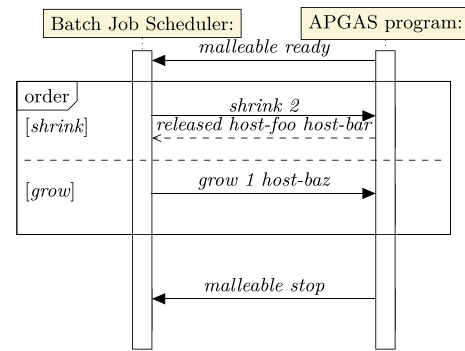 Batch Job Scheduler:
APGAS program:
malleable ready
order
shrink 2
[shrink]
released host-foo host-bar
[grow]
grow 1 host-baz
malleable stop